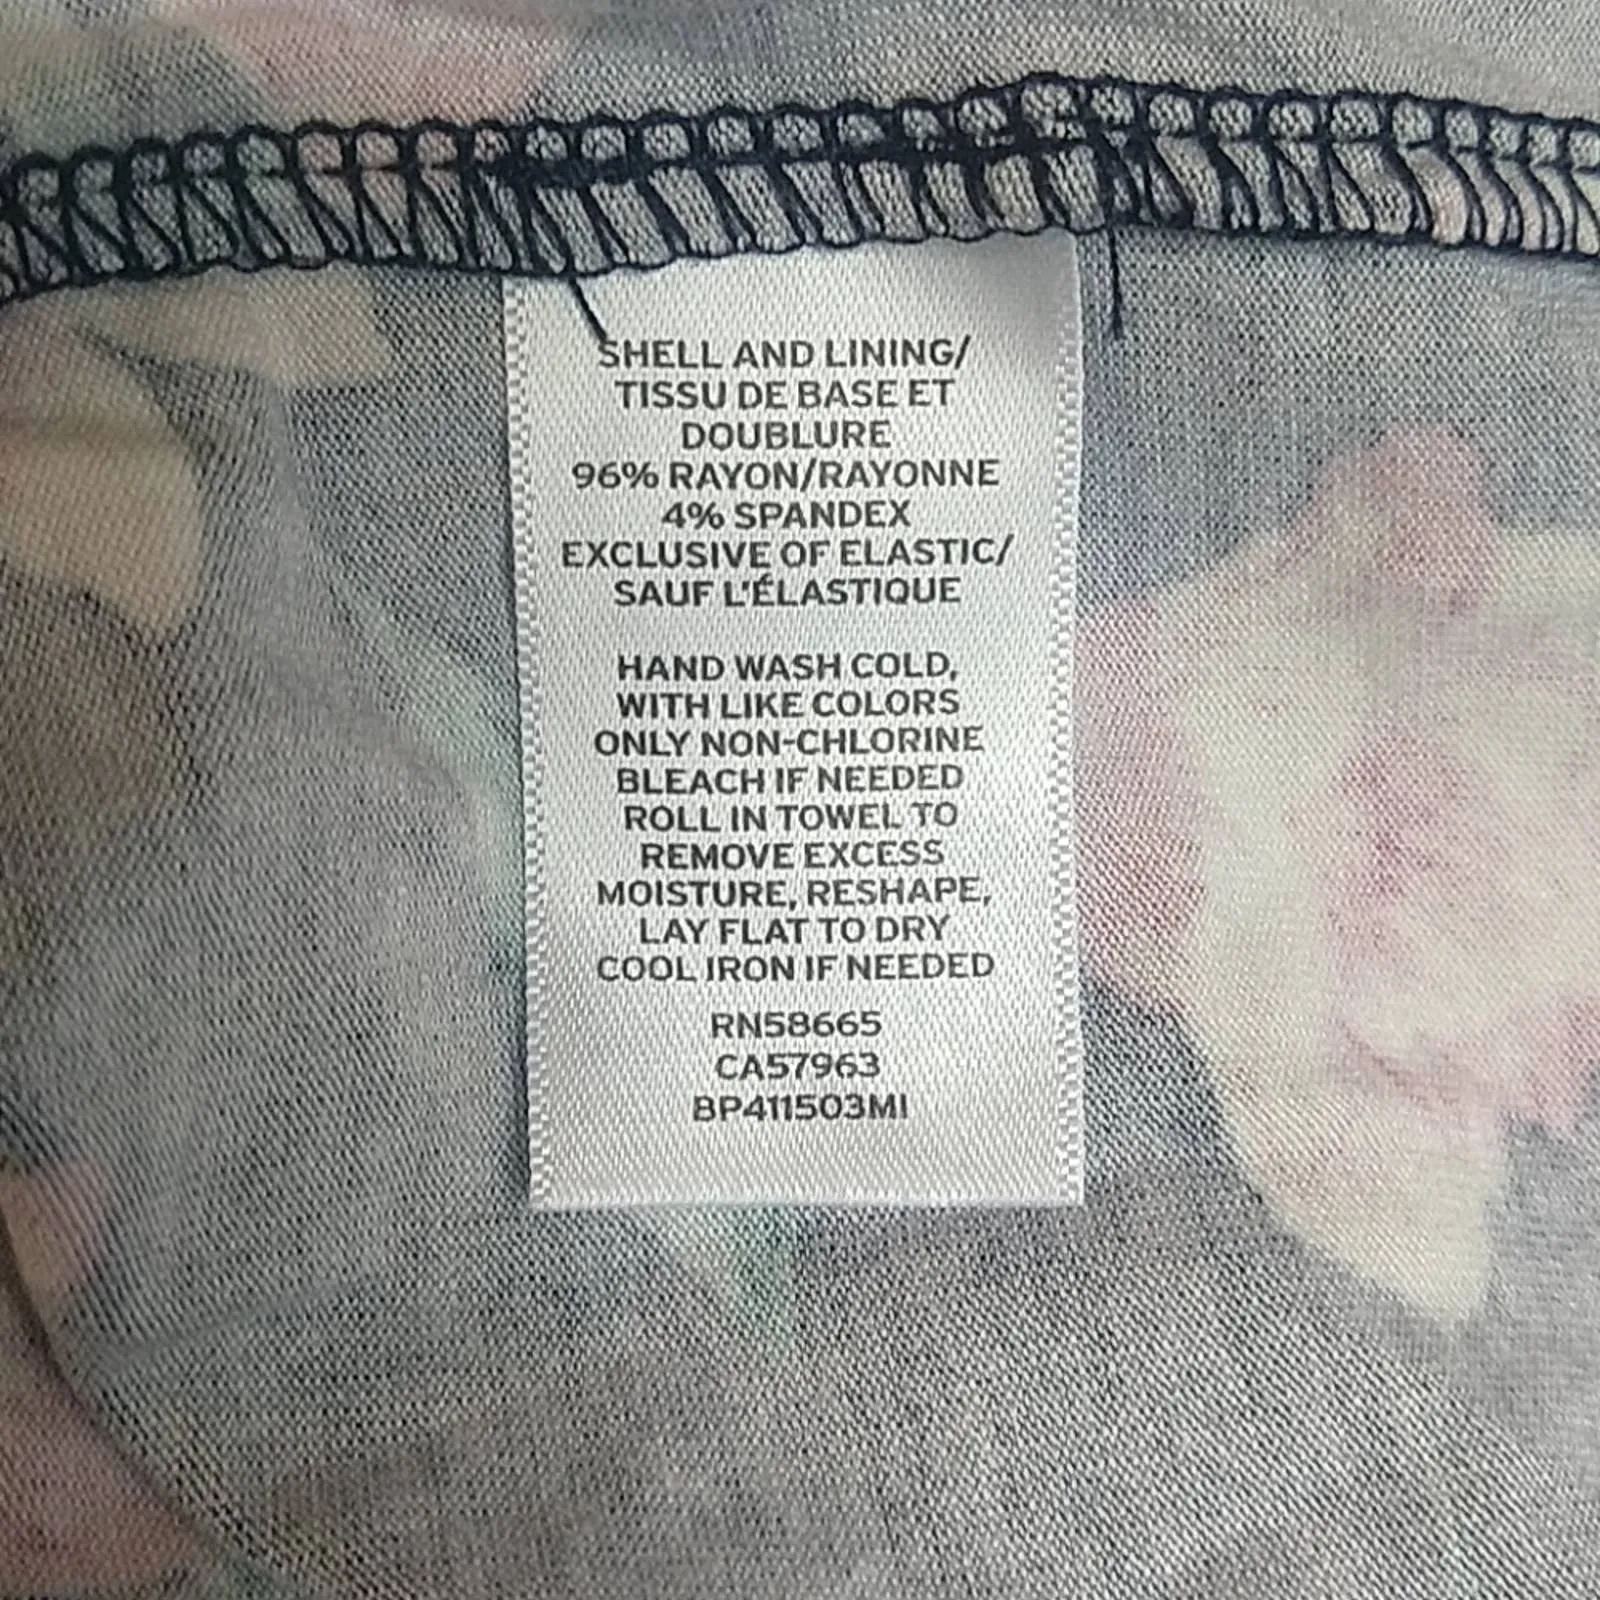 SHELL AND LINING/
TISSU DE BASE ET
DOUBLURE
96% RAYON/RAYONNE
4% SPANDEX
EXCLUSIVE OF ELASTIC/
SAUF L'ÉLASTIQUE
HAND WASH COLD,
WITH LIKE COLORS
ONLY NON-CHLORINE
BLEACH IF NEEDED
ROLL IN TOWEL TO
REMOVE EXCESS
MOISTURE, RESHAPE,
LAY FLAT TO DRY
COOL IRON IF NEEDED
RN58665
CA57963
BP411503MI